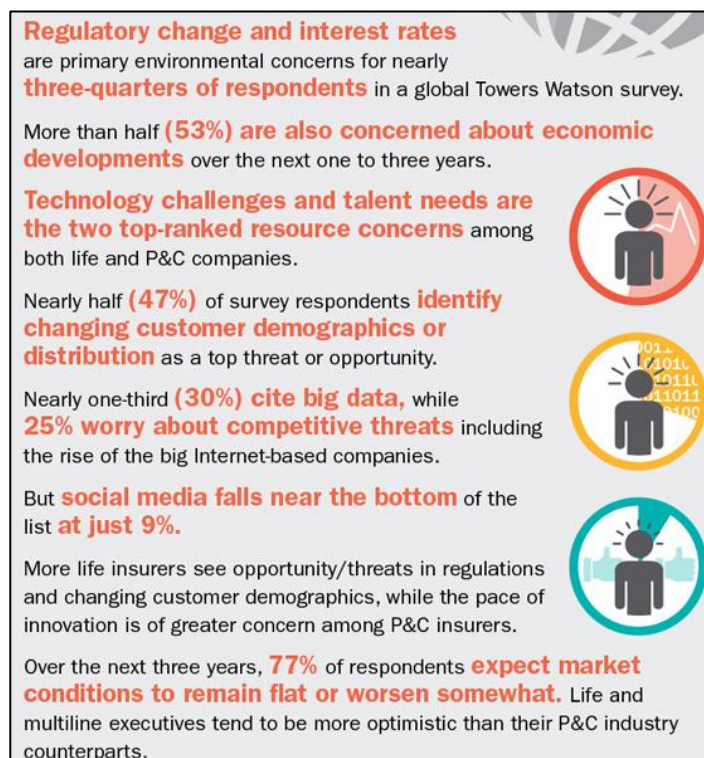 Regulatory change and interest rates
are primary environmental concerns for nearly
three-quarters of respondents in a global Towers Watson survey.
More than half (53%) are also concerned about economic
developments over the next one to three years.
Technology challenges and talent needs are
the two top-ranked resource concerns among
both life and P&C companies.
Nearly half (47%) of survey respondents identify
changing customer demographics or
distribution as a top threat or opportunity.
Nearly one-third (30%) cite big data, while
25% worry about competitive threats including
the rise of the big Internet-based companies.
But social media falls near the bottom of the
list at just 9%.
More life insurers see opportunity/threats in regulations
and changing customer demographics, while the pace of
innovation is of greater concern among P&C insurers.
Over the next three years, 77% of respondents expect market
conditions to remain flat or worsen somewhat. Life and
multiline executives tend to be more optimistic than their P&C industry
counterparts.